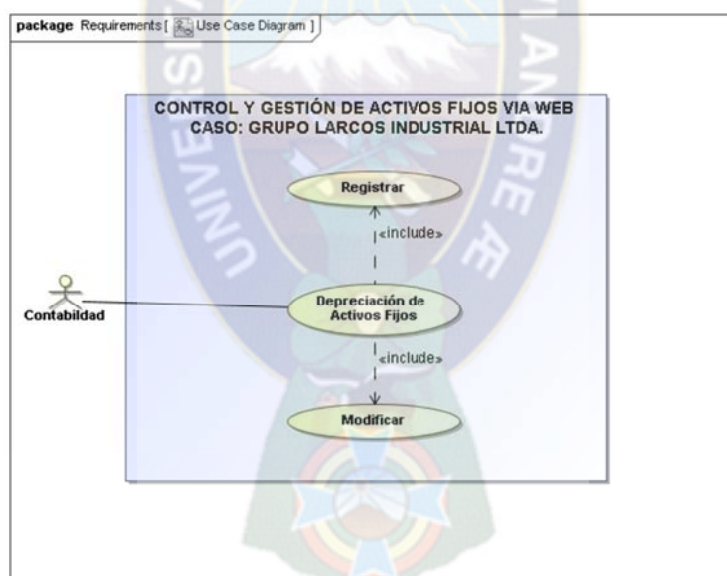 package Requirements [ Use Case Diagram ]
CONTROL Y GESTIÓN DE ACTIVOS FIJOS VIA WEB
CASO: GRUPO LARCOS INDUSTRIAL LTDA.
Registrar
«include»
Contabildad
Depreciación de
Activos Fijos
«include»
Modificar